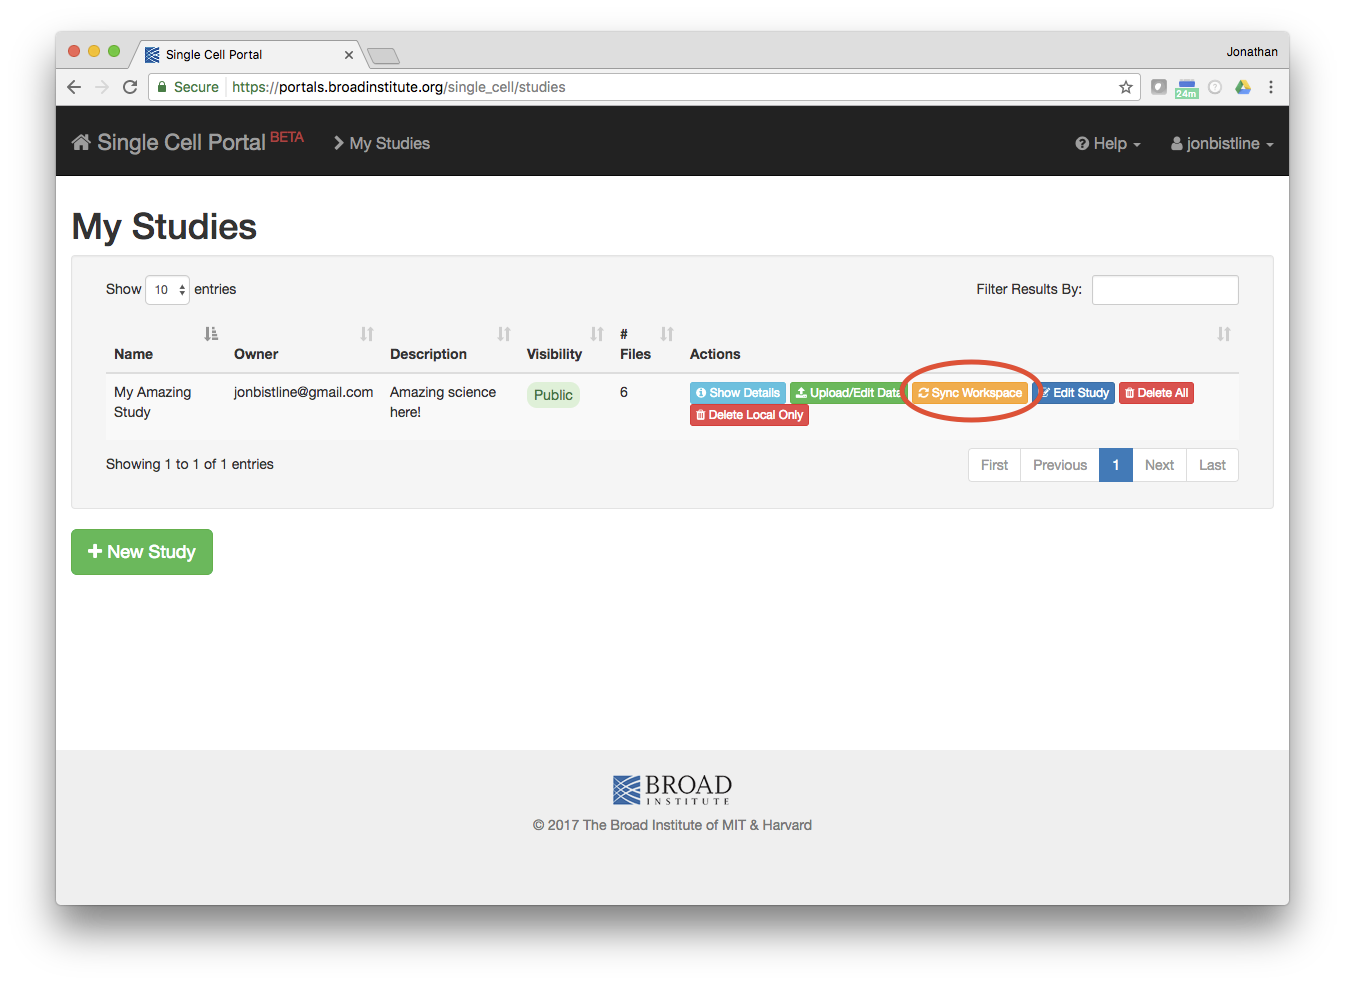 Single Cell Portal
Jonathan
Secure https://portals.broadinstitute.org/single_cell/studies
24m
Single Cell Portal BETA
My Studies
Help
jonbistline
My Studies
Show 10 entries
Filter Results By:
Name
Owner
Description
Visibility
# Files
Actions
My Amazing Study
jonbistline@gmail.com
Amazing science here!
Public
6
Show Details
Upload/Edit Data
Sync Workspace
Edit Study
Delete All
Delete Local Only
Showing 1 to 1 of 1 entries
First Previous 1 Next Last
New Study
BROAD
INSTITUTE
© 2017 The Broad Institute of MIT & Harvard